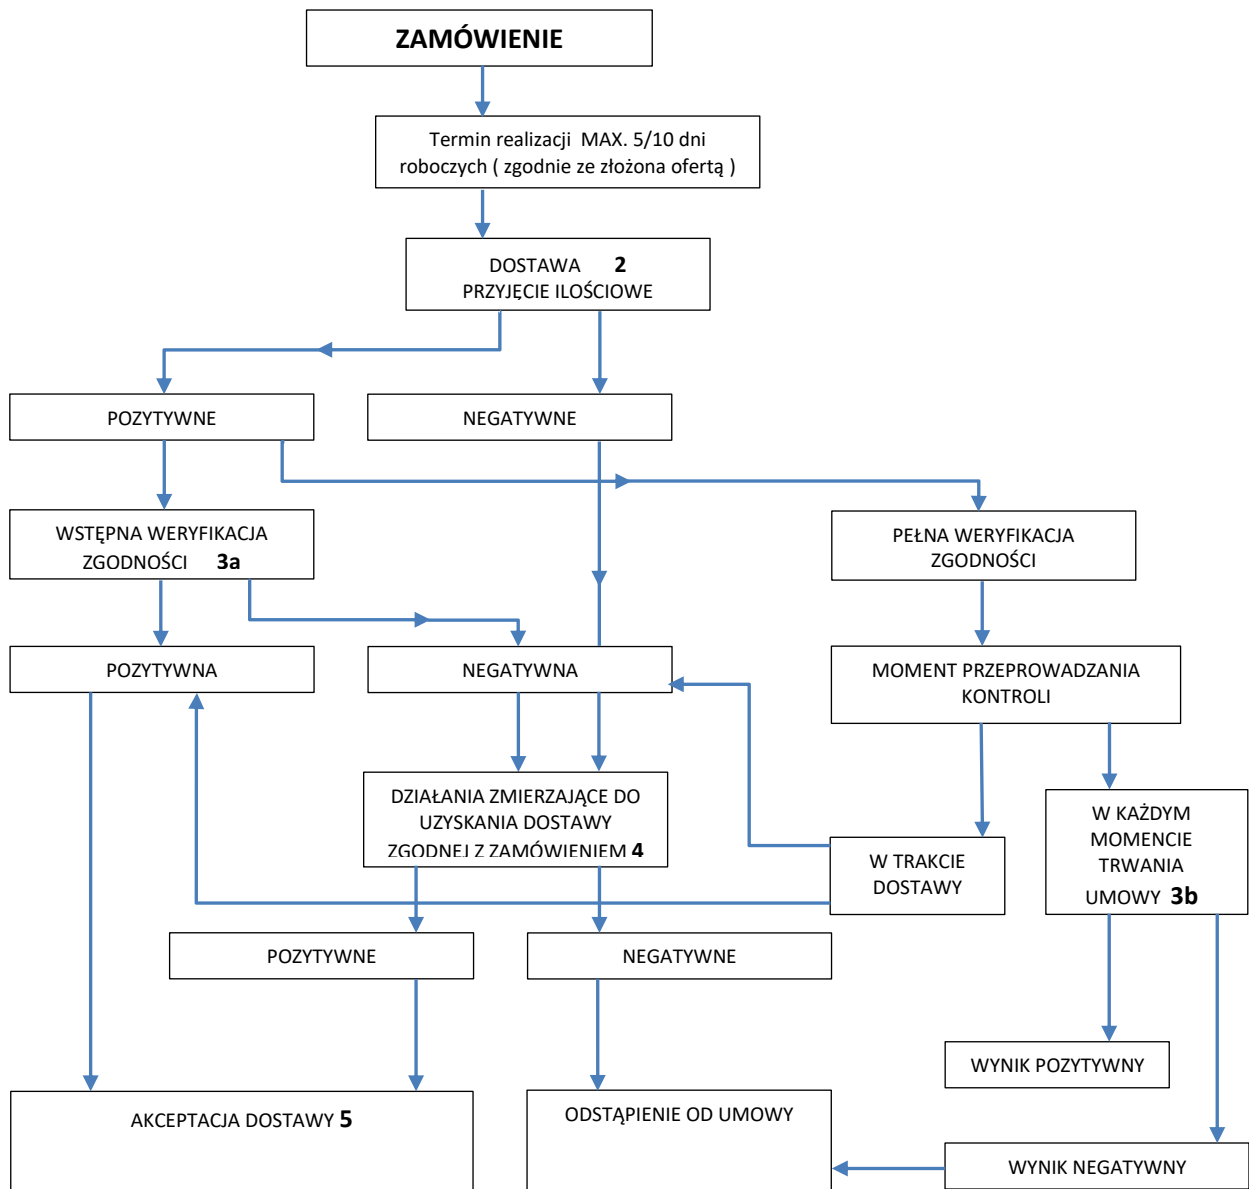 ZAMÓWIENIE
Termin realizacji MAX. 5/10 dni
roboczych ( zgodnie ze złożona ofertą )
DOSTAWA 2
PRZYJĘCIE ILOŚCIOWE
POZYTYWNE
NEGATYWNE
WSTĘPNA WERYFIKACJA
ZGODNOŚCI 3a
PEŁNA WERYFIKACJA
ZGODNOŚCI
POZYTYWNA
NEGATYWNA
MOMENT PRZEPROWADZANIA
KONTROLI
DZIAŁANIA ZMIERZAJĄCE DO
UZYSKANIA DOSTAWY
ZGODNEJ Z ZAMÓWIENIEM 4
W TRAKCIE
DOSTAWY
W KAŻDYM
MOMENCIE
TRWANIA
UMOWY 3b
POZYTYWNE
NEGATYWNE
WYNIK POZYTYWNY
AKCEPTACJA DOSTAWY 5
ODSTĄPIENIE OD UMOWY
WYNIK NEGATYWNY